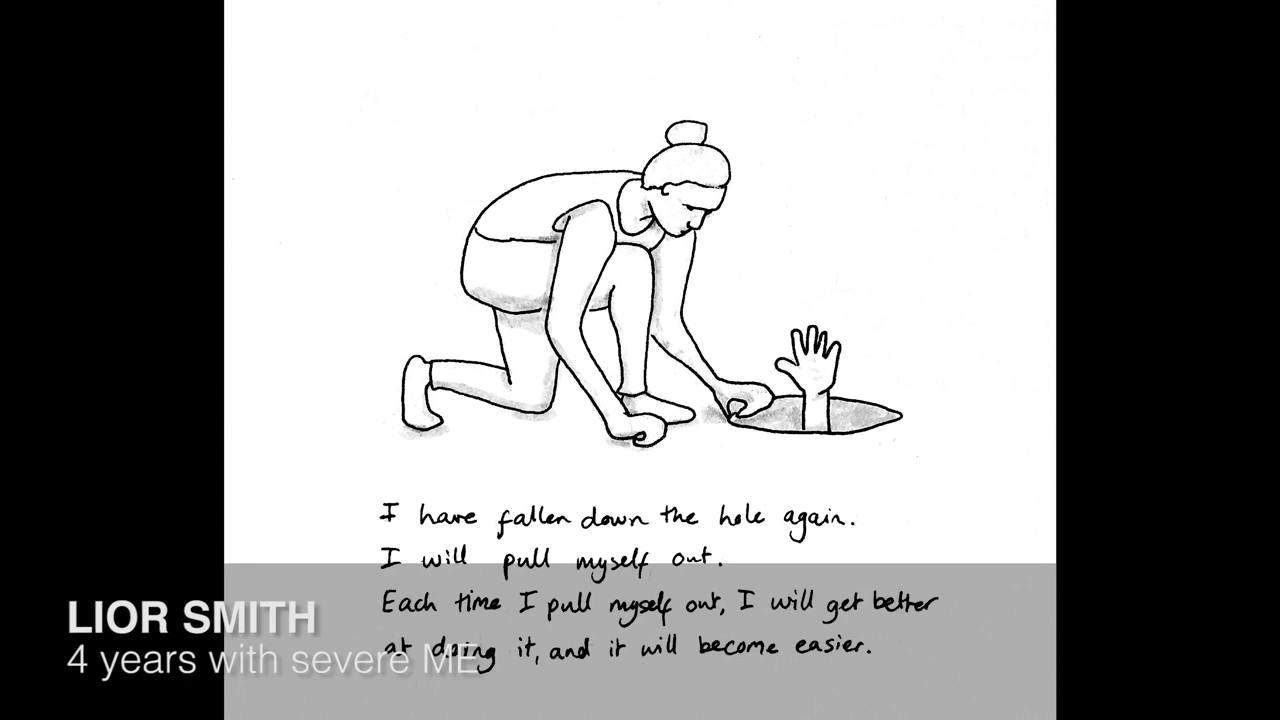 I have fallen down the hole again.
I will pull myself out.
Each time I pull myself out, I will get better
at doing it, and it will become easier.
LIOR SMITH
4 years with severe ME